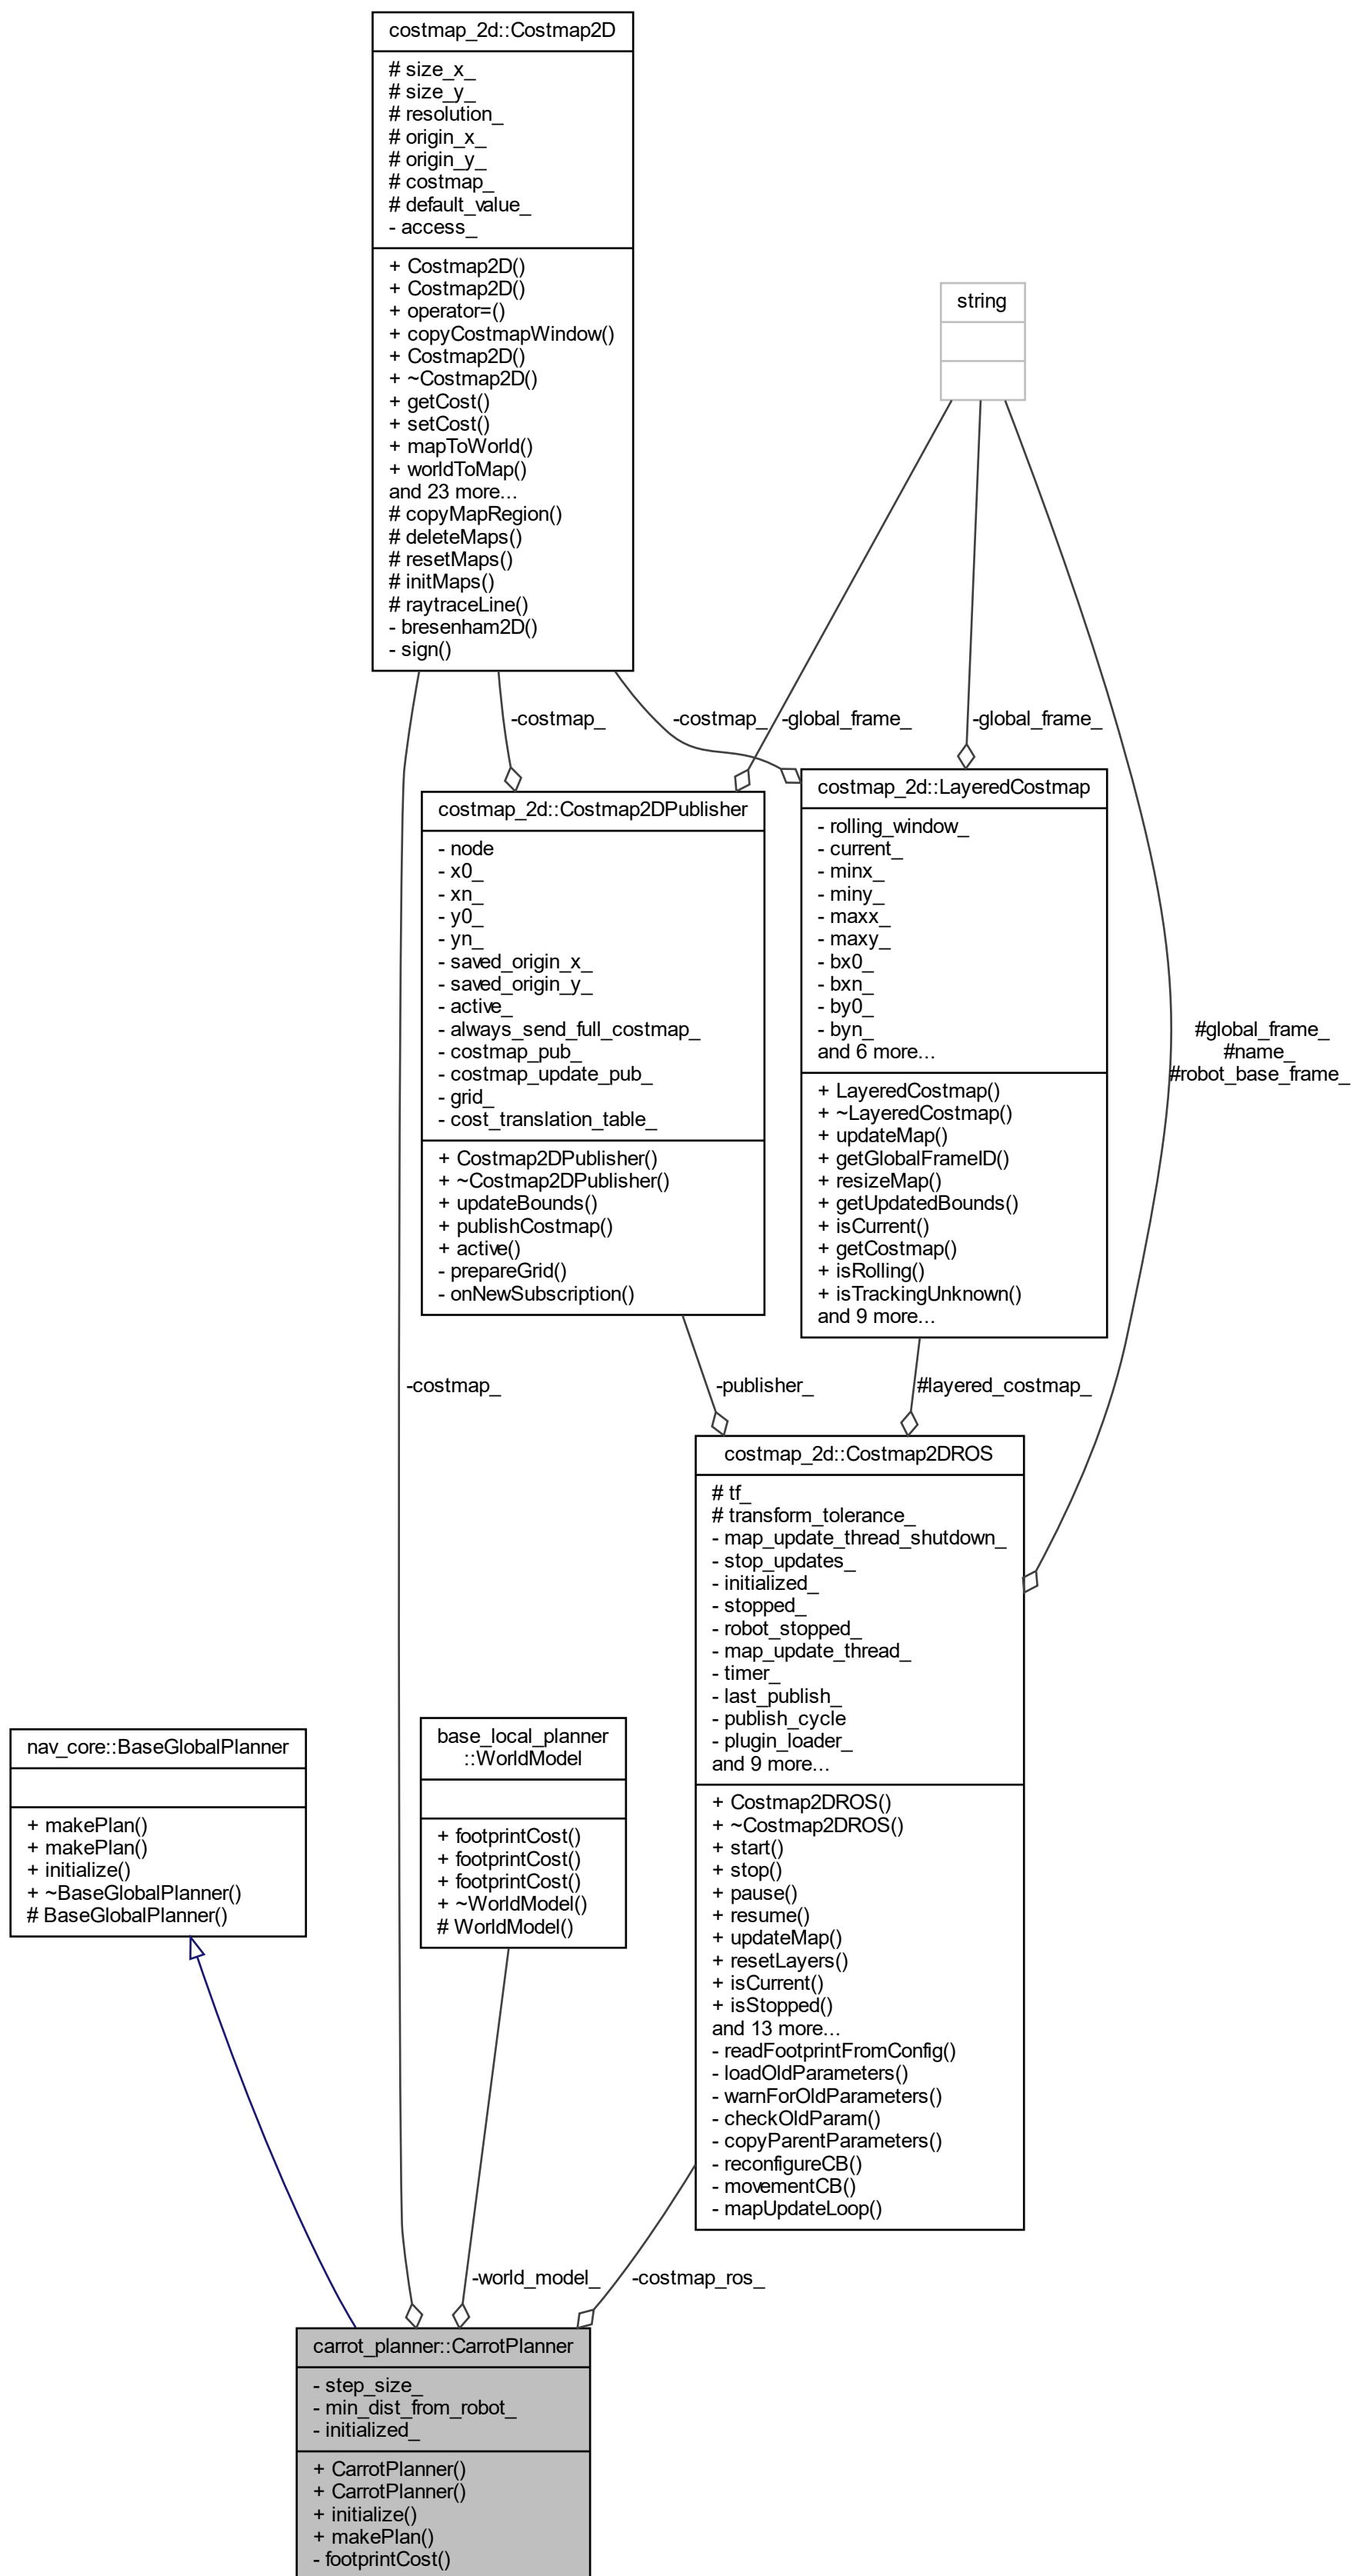 costmap_2d::Costmap2D
# size_x_
# size_y_
# resolution_
# origin_x_
# origin_y_
# costmap_
# default_value_
- access_
+ Costmap2D()
+ Costmap2D()
+ operator=()
+ copyCostmapWindow()
+ Costmap2D()
+ ~Costmap2D()
+ getCost()
+ setCost()
+ mapToWorld()
+ worldToMap()
and 23 more...
# copyMapRegion()
# deleteMaps()
# resetMaps()
# initMaps()
# raytraceLine()
- bresenham2D()
- sign()
string
-costmap_
-costmap_
-global_frame_
-global_frame_
costmap_2d::Costmap2DPublisher
- node
- x0_
- xn_
- y0_
- yn_
- saved_origin_x_
- saved_origin_y_
- active_
- always_send_full_costmap_
- costmap_pub_
- costmap_update_pub_
- grid_
- cost_translation_table_
+ Costmap2DPublisher()
+ ~Costmap2DPublisher()
+ updateBounds()
+ publishCostmap()
+ active()
- prepareGrid()
- onNewSubscription()
costmap_2d::LayeredCostmap
- rolling_window_
- current_
- minx_
- miny_
- maxx_
- maxy_
- bx0_
- bxn_
- by0_
- byn_
and 6 more...
+ LayeredCostmap()
+ ~LayeredCostmap()
+ updateMap()
+ getGlobalFrameID()
+ resizeMap()
+ getUpdatedBounds()
+ isCurrent()
+ getCostmap()
+ isRolling()
+ isTrackingUnknown()
and 9 more...
#global_frame_
#name_
#robot_base_frame_
-costmap_
-publisher_
#layered_costmap_
costmap_2d::Costmap2DROS
# tf_
# transform_tolerance_
- map_update_thread_shutdown_
- stop_updates_
- initialized_
- stopped_
- robot_stopped_
- map_update_thread_
- timer_
- last_publish_
- publish_cycle
- plugin_loader_
and 9 more...
+ Costmap2DROS()
+ ~Costmap2DROS()
+ start()
+ stop()
+ pause()
+ resume()
+ updateMap()
+ resetLayers()
+ isCurrent()
+ isStopped()
and 13 more...
- readFootprintFromConfig()
- loadOldParameters()
- warnForOldParameters()
- checkOldParam()
- copyParentParameters()
- reconfigureCB()
- movementCB()
- mapUpdateLoop()
nav_core::BaseGlobalPlanner
+ makePlan()
+ makePlan()
+ initialize()
+ ~BaseGlobalPlanner()
# BaseGlobalPlanner()
base_local_planner
::WorldModel
+ footprintCost()
+ footprintCost()
+ footprintCost()
+ ~WorldModel()
# WorldModel()
-world_model_
-costmap_ros_
carrot_planner::CarrotPlanner
- step_size_
- min_dist_from_robot_
- initialized_
+ CarrotPlanner()
+ CarrotPlanner()
+ initialize()
+ makePlan()
- footprintCost()